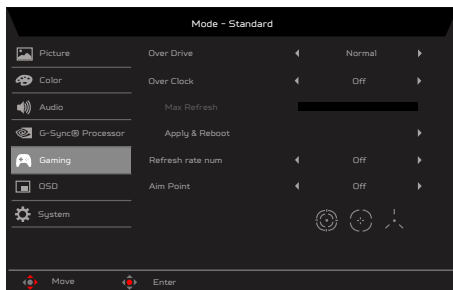 Mode - Standard
Picture
Over Drive Normal
Color
Over Clock Off
Audio
Max Refresh
G-Sync® Processor
Apply & Reboot
Gaming
Refresh rate num Off
OSD
Aim Point Off
System
Move Enter